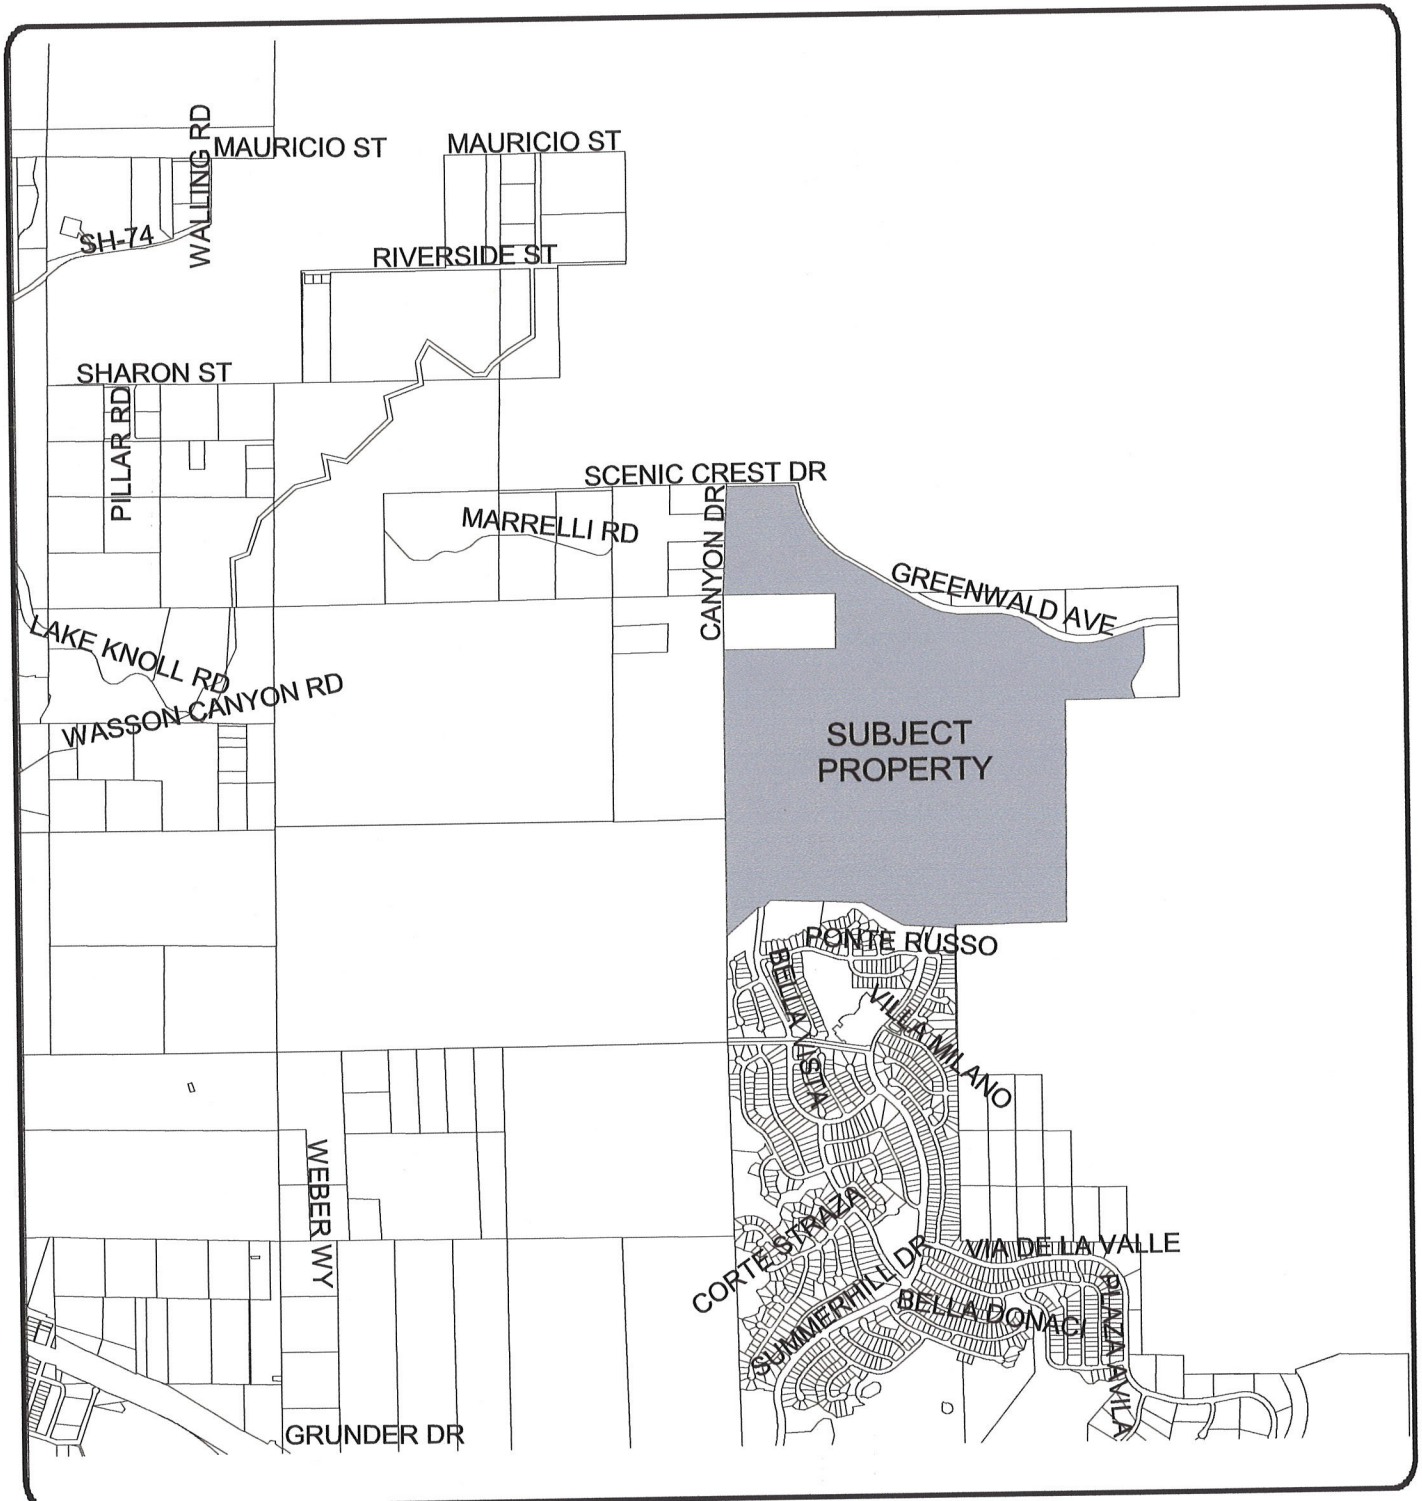 WALLING RD
MAURICIO ST
MAURICIO ST
SH-74
RIVERSIDE ST
SHARON ST
PILLAR RD
SCENIC CREST DR
MARRELLI RD
CANYON DR
GREENWALD AVE
LAKE KNOLL RD
WASSON CANYON RD
SUBJECT
PROPERTY
PONTE RUSSO
BELLA VISTA
VILLA MILANO
WEBER WY
CORTE STRAZA
SUMMERHILL DR
VIA DE LA VALLE
BELLA DONACI
PLAZA AVILA
GRUNDER DR